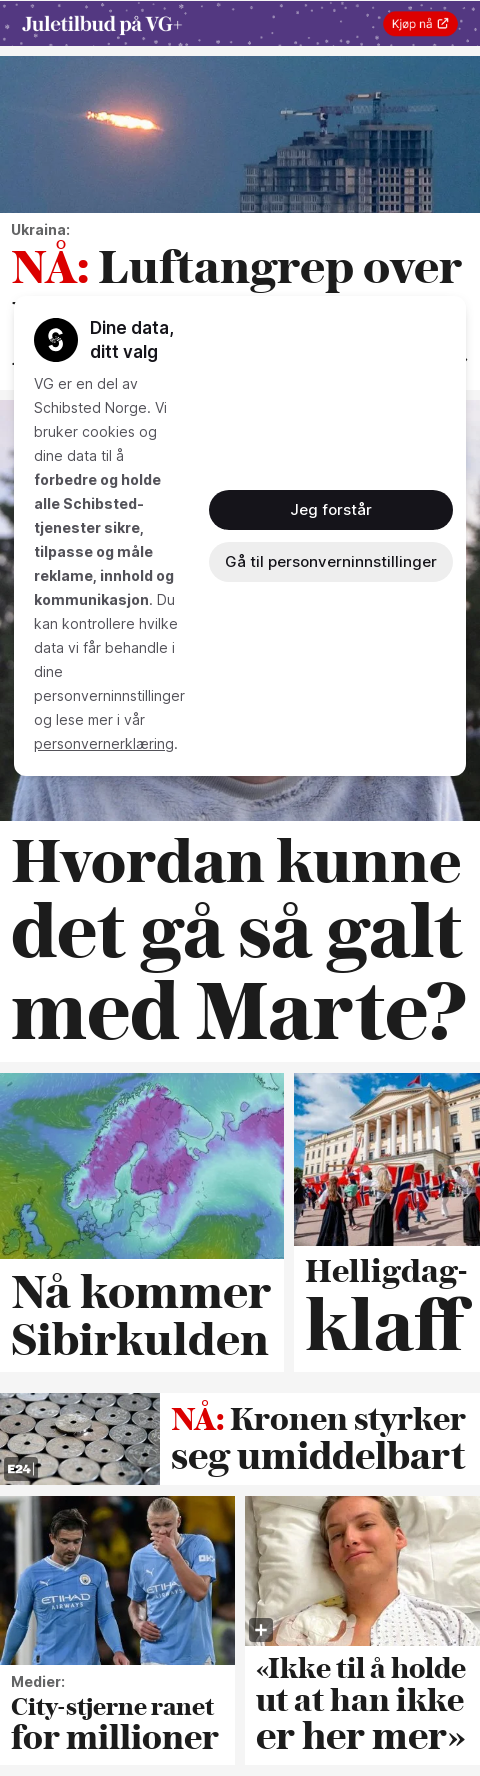 Juletilbud på VG+
Kjøp nå
Ukraina:
NÅ: Luftangrep over
Dine data,
ditt valg
VG er en del av
Schibsted Norge. Vi
bruker cookies og
dine data til å
forbedre og holde
alle Schibsted-
tjenester sikre,
tilpasse og måle
reklame, innhold og
kommunikasjon. Du
kan kontrollere hvilke
data vi får behandle i
dine
personverninnstillinger
og lese mer i vår
personvernerklæring.
Jeg forstår
Gå til personverninnstillinger
Hvordan kunne
det gå så galt
med Marte?
Nå kommer
Sibirkulden
Helligdag-
klaff
E24
NÅ: Kronen styrker
seg umiddelbart
ETIHAD
AIRWAYS
ETIHAD
AIRWAYS
Medier:
City-stjerne ranet
for millioner
«Ikke til å holde
ut at han ikke
er her mer»